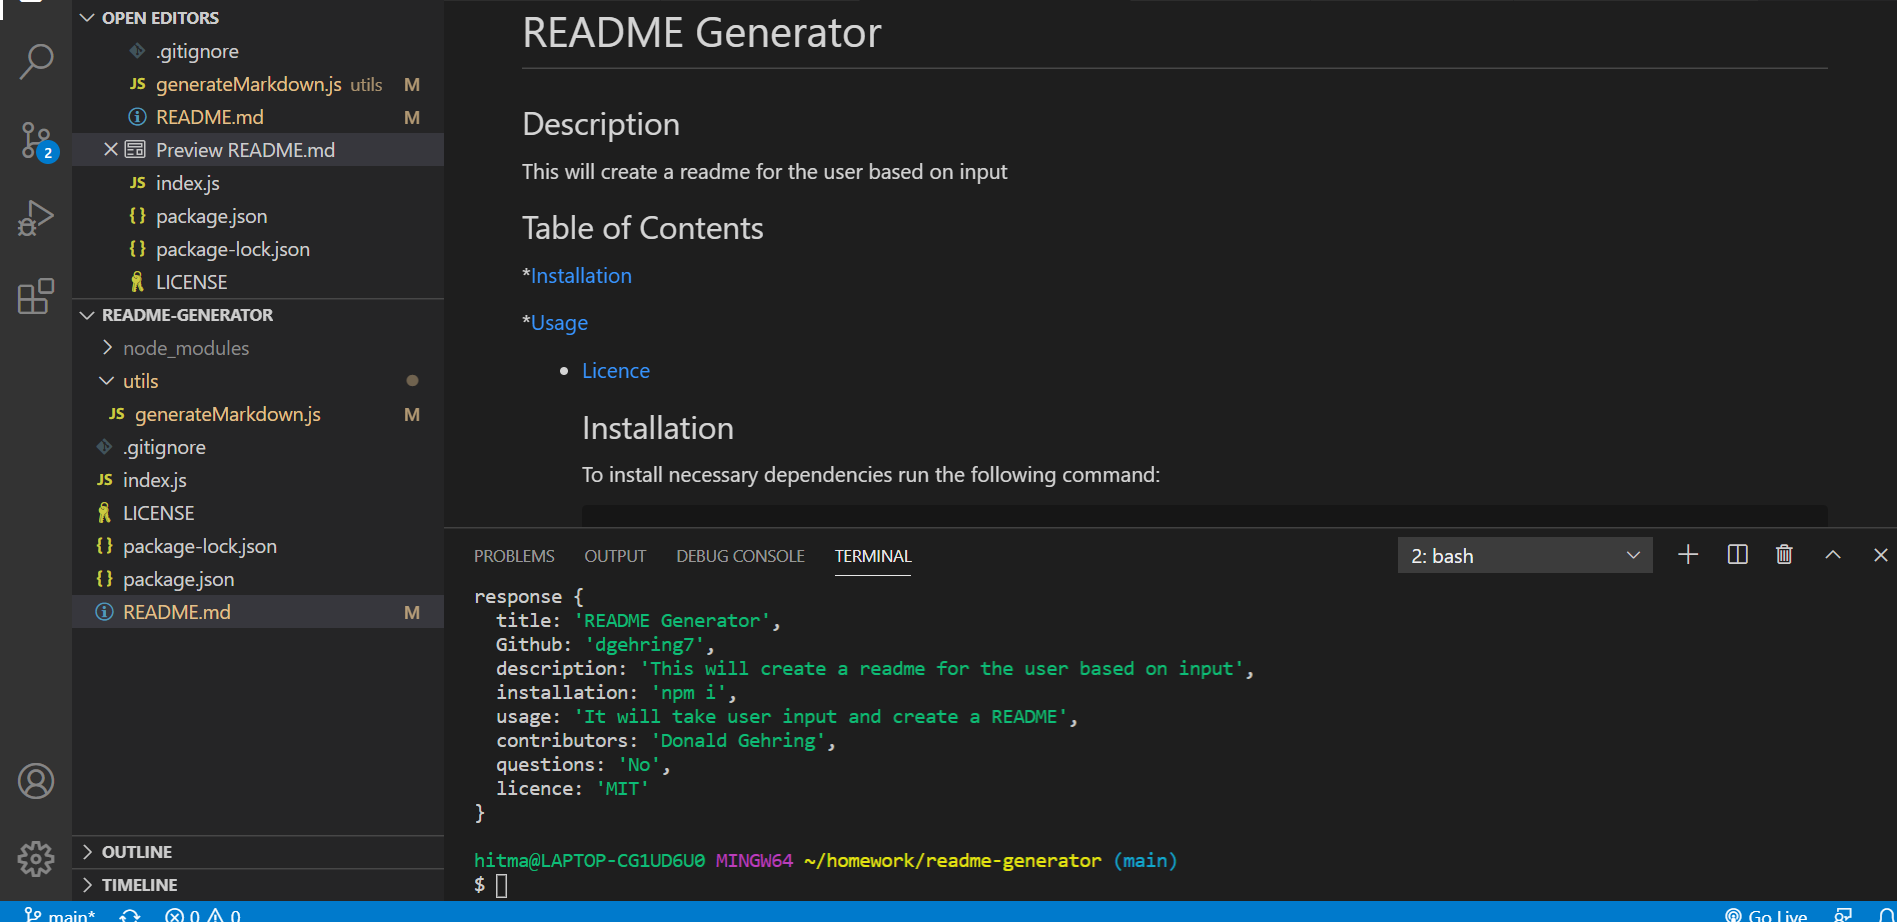 OPEN EDITORS
.gitignore
JS generateMarkdown.js utils M
README.md M
Preview README.md
JS index.js
{} package.json
{} package-lock.json
LICENSE
README-GENERATOR
node_modules
utils
JS generateMarkdown.js M
.gitignore
JS index.js
LICENSE
{} package-lock.json
{} package.json
README.md M
OUTLINE
TIMELINE
2
README Generator
Description
This will create a readme for the user based on input
Table of Contents
*Installation
*Usage
• Licence
Installation
To install necessary dependencies run the following command:
PROBLEMS OUTPUT DEBUG CONSOLE TERMINAL 2: bash
response {
title: 'README Generator',
Github: 'dgehring7',
description: 'This will create a readme for the user based on input',
installation: 'npm i',
usage: 'It will take user input and create a README',
contributors: 'Donald Gehring',
questions: 'No',
licence: 'MIT'
}
hitma@LAPTOP-CG1UD6U0 MINGW64 ~/homework/readme-generator (main)
$
main* 0 0 Go Live